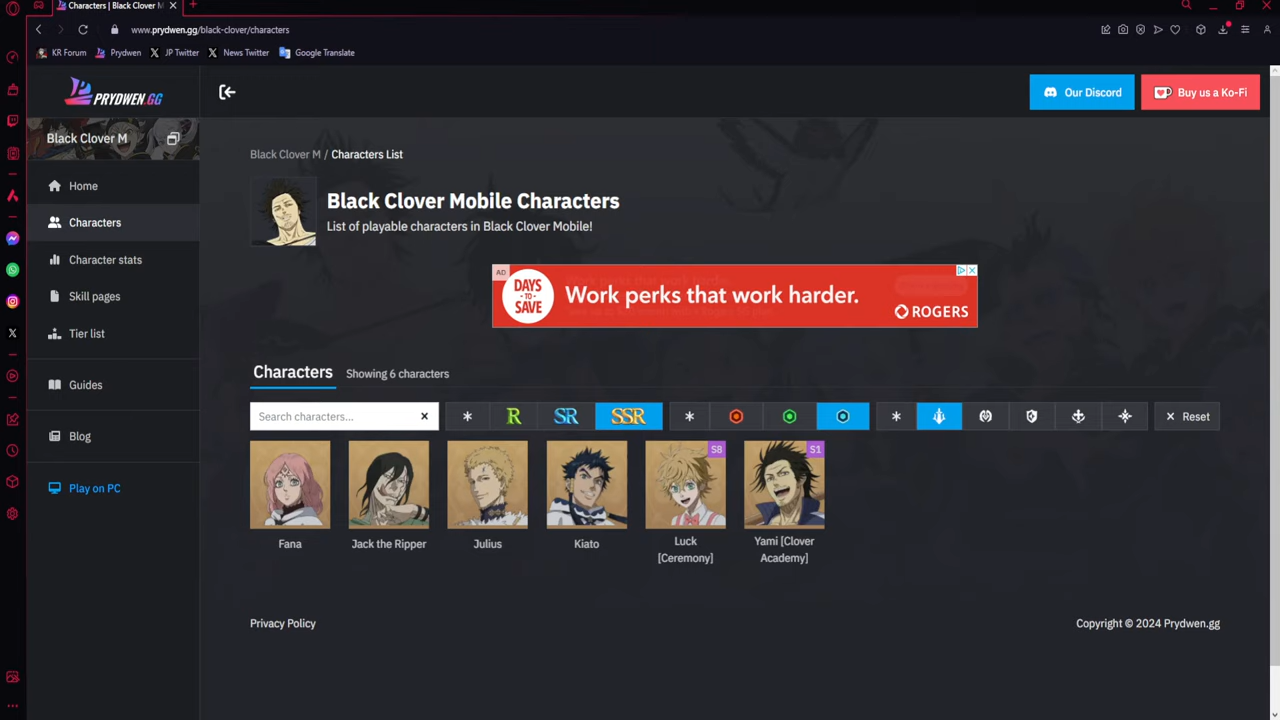 Characters | Black Clover M
www.prydwen.gg/black-clover/characters
KR Forum
Prydwen
JP Twitter
News Twitter
Google Translate
PRYDWEN.GG
Our Discord
Buy us a Ko-Fi
Black Clover M
Home
Characters
Character stats
Skill pages
Tier list
Guides
Blog
Play on PC
Black Clover M / Characters List
Black Clover Mobile Characters
List of playable characters in Black Clover Mobile!
AD
DAYS
-TO-
SAVE
Work perks that work harder.
ROGERS
Characters
Showing 6 characters
Search characters...
R
SR
SSR
Reset
S8
S1
Fana
Jack the Ripper
Julius
Kiato
Luck
[Ceremony]
Yami [Clover
Academy]
Privacy Policy
Copyright © 2024 Prydwen.gg